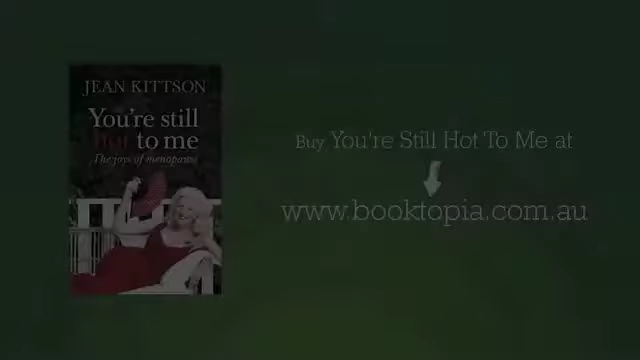 JEAN KITTSON
You're still
hot to me
The joys of menopause
Buy You're Still Hot To Me at
www.booktopia.com.au